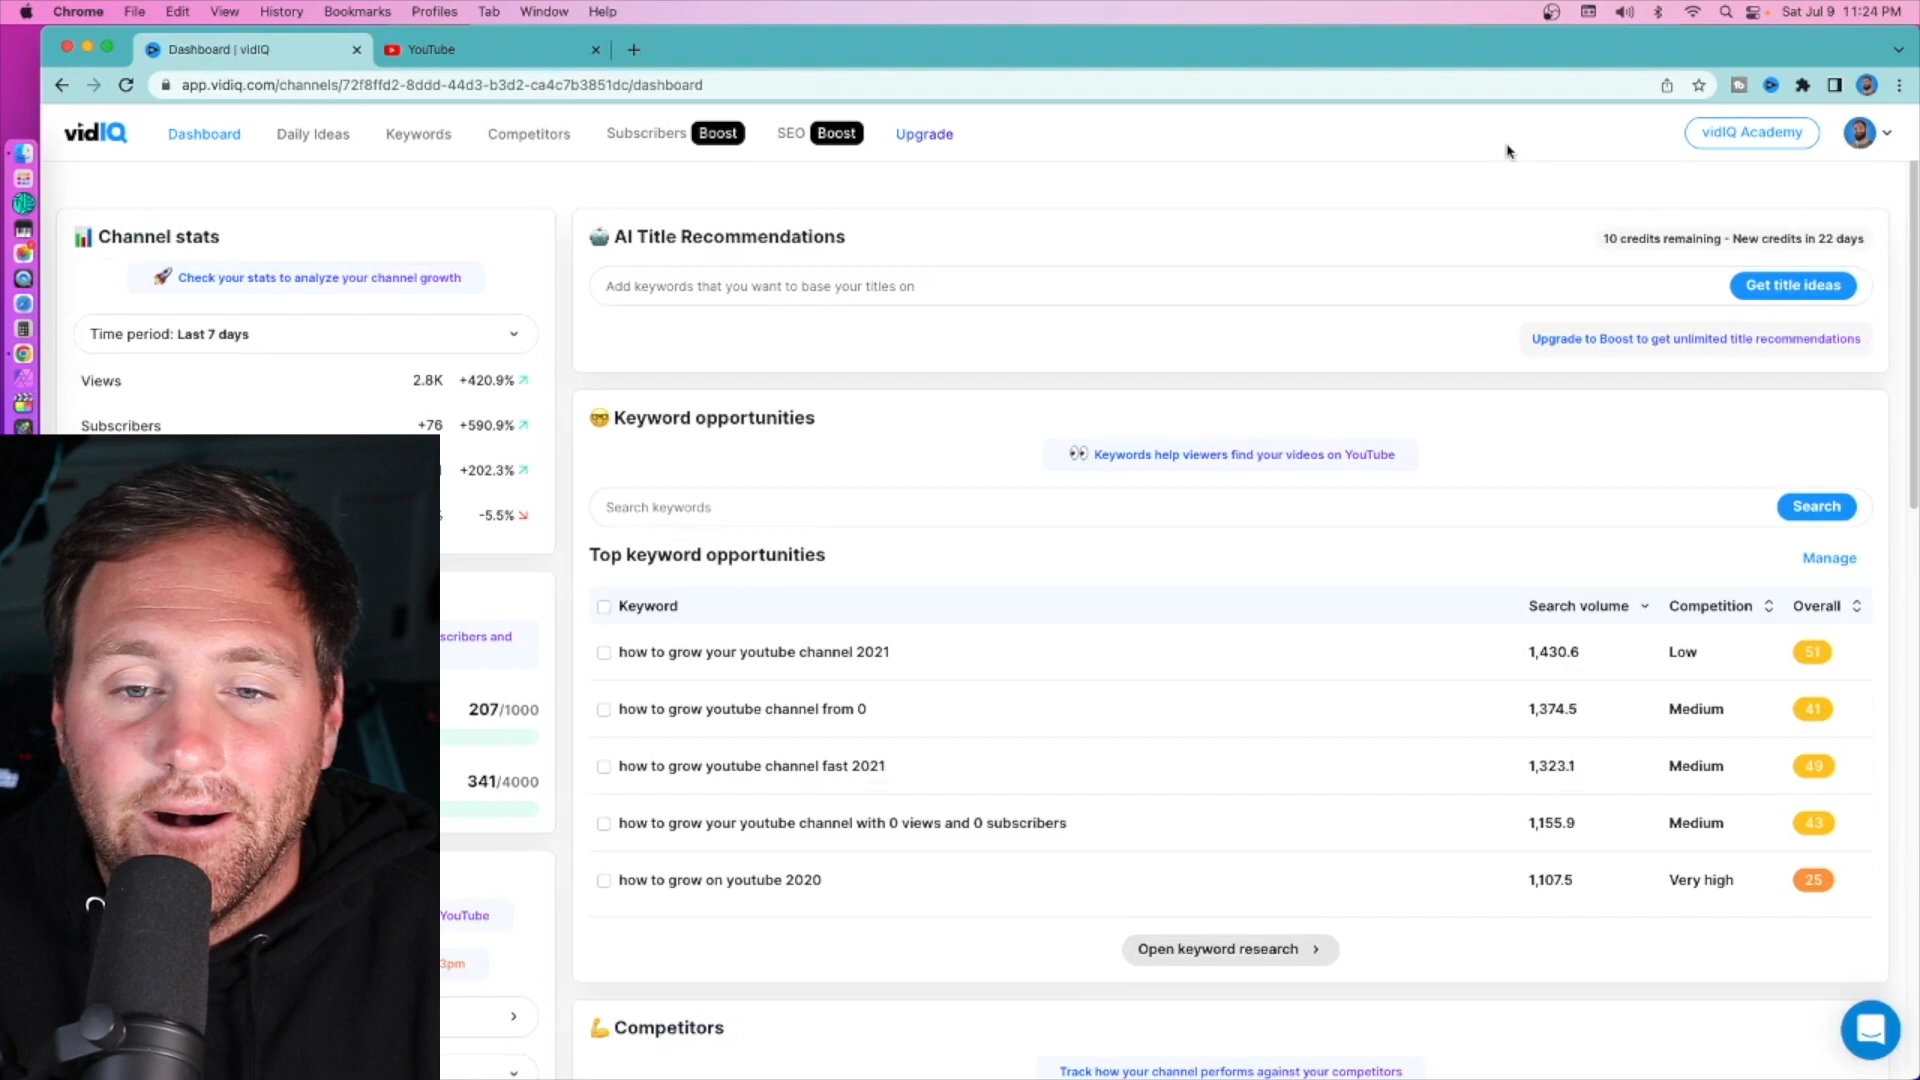 Chrome File Edit View History Bookmarks Profiles Tab Window Help Sat Jul 9 11:24 PM
Dashboard | vidIQ YouTube
app.vidiq.com/channels/72f8ffd2-8ddd-44d3-b3d2-ca4c7b3851dc/dashboard
vidIQ Dashboard Daily Ideas Keywords Competitors Subscribers Boost SEO Boost Upgrade vidIQ Academy
Channel stats
Check your stats to analyze your channel growth
Time period: Last 7 days
Views 2.8K +420.9%
Subscribers +76 +590.9%
+202.3%
-5.5%
scribers and
207/1000
341/4000
YouTube
3pm
AI Title Recommendations 10 credits remaining - New credits in 22 days
Add keywords that you want to base your titles on Get title ideas
Upgrade to Boost to get unlimited title recommendations
Keyword opportunities
Keywords help viewers find your videos on YouTube
Search keywords Search
Top keyword opportunities Manage
Keyword Search volume Competition Overall
how to grow your youtube channel 2021 1,430.6 Low 51
how to grow youtube channel from 0 1,374.5 Medium 41
how to grow youtube channel fast 2021 1,323.1 Medium 49
how to grow your youtube channel with 0 views and 0 subscribers 1,155.9 Medium 43
how to grow on youtube 2020 1,107.5 Very high 25
Open keyword research
Competitors
Track how your channel performs against your competitors